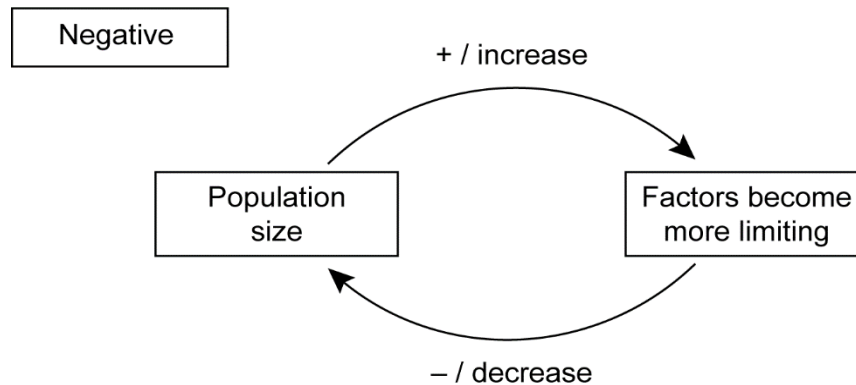 Negative
+ / increase
Population
size
Factors become
more limiting
– / decrease